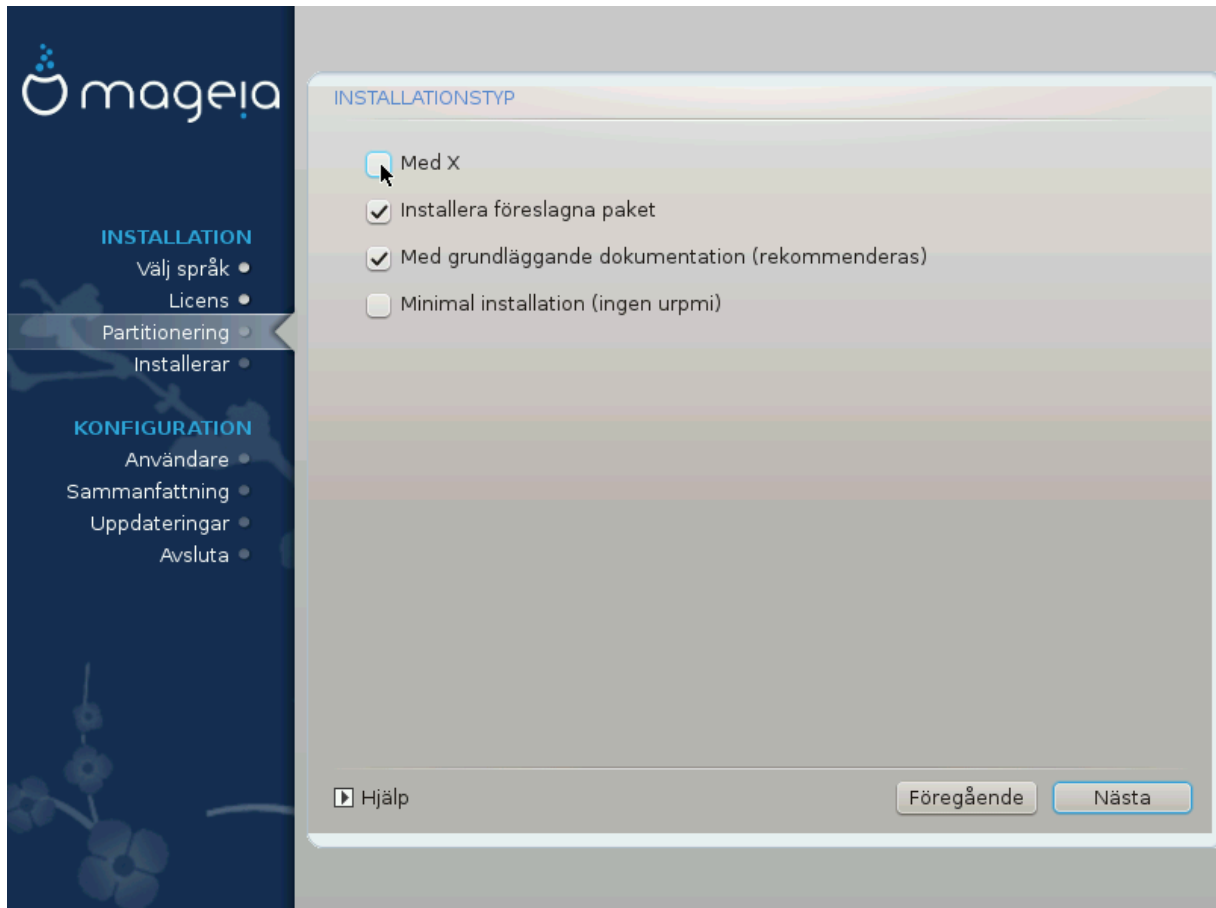 mageia
INSTALLATION
Välj språk
Licens
Partitionering
Installerar
KONFIGURATION
Användare
Sammanfattning
Uppdateringar
Avsluta
INSTALLATIONSTYP
Med X
Installera föreslagna paket
Med grundläggande dokumentation (rekommenderas)
Minimal installation (ingen urpmi)
Hjälp
Föregående
Nästa